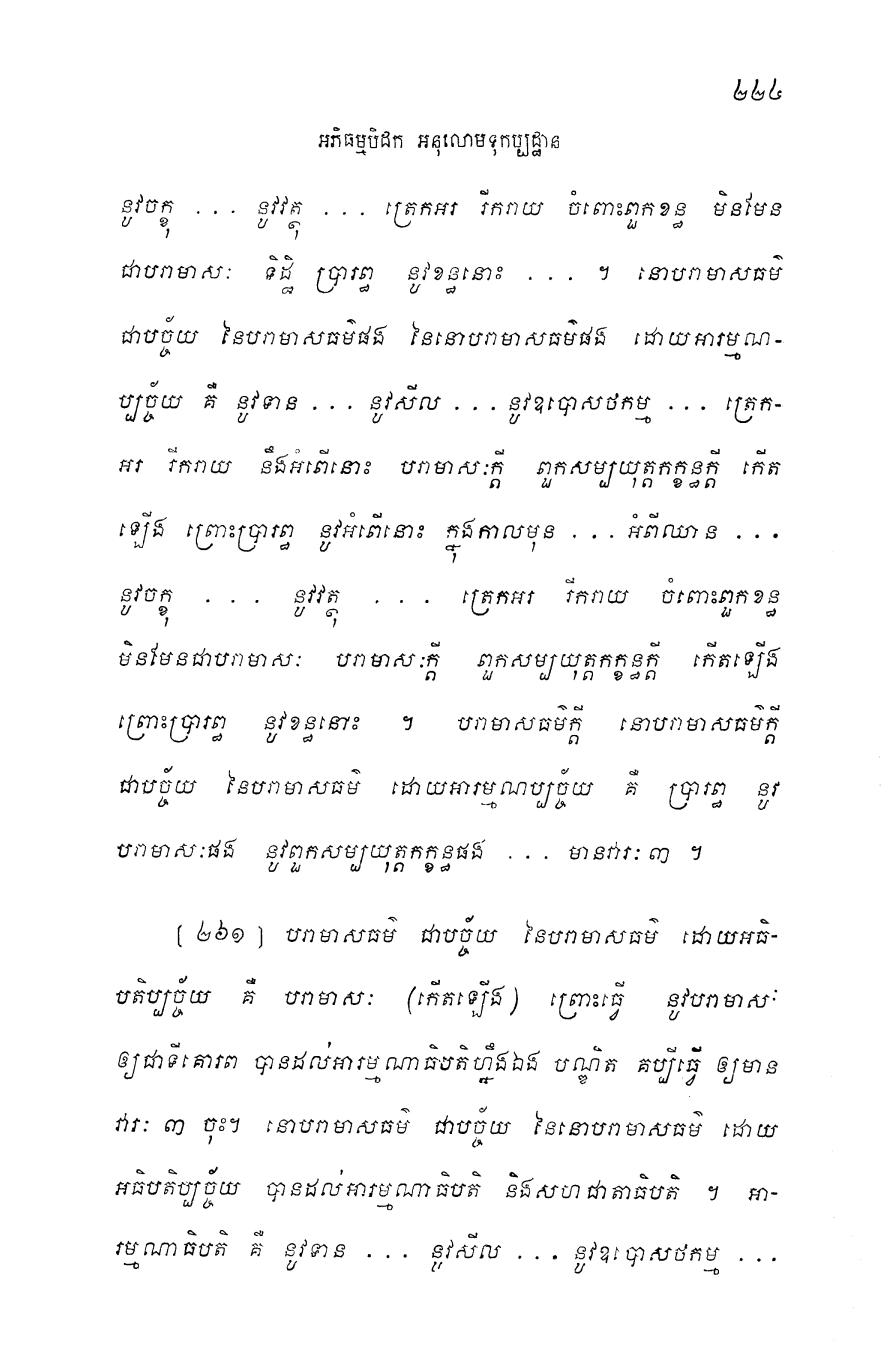 ២២៤
អភិធម្មបិដក អនុលោមទុកប្បដ្ឋាន
នូវចក្ខុ ... នូវវត្ថុ ... ត្រេកអរ រីករាយ ចំពោះពួកខន្ធ មិនមែន
ជាបរាមាសៈ ទិដ្ឋិ ប្រារព្ធ នូវខន្ធនោះ ... ។ នោបរាមាសធម៌
ជាបច្ច័យ នៃបរាមាសធម៌ផង នៃនោបរាមាសធម៌ផង ដោយអារម្មណ-
ប្បច្ច័យ គឺ នូវទាន ... នូវសីល ... នូវឧបោសថកម្ម ... ត្រេក-
អរ រីករាយ នឹងអំពើនោះ បរាមាសៈក្តី ពួកសម្បយុត្តកក្ខន្ធក្តី កើត
ឡើង ព្រោះប្រារព្ធ នូវអំពើនោះ ក្នុងកាលមុន ... អំពីឈាន ...
នូវចក្ខុ ... នូវវត្ថុ ... ត្រេកអរ រីករាយ ចំពោះពួកខន្ធ
មិនមែនជាបរាមាសៈ បរាមាសៈក្តី ពួកសម្បយុត្តកក្ខន្ធក្តី កើតឡើង
ព្រោះប្រារព្ធ នូវខន្ធនោះ ។ បរាមាសធម៌ក្តី នោបរាមាសធម៌ក្តី
ជាបច្ច័យ នៃបរាមាសធម៌ ដោយអារម្មណប្បច្ច័យ គឺ ប្រារព្ធ នូវ
បរាមាសៈផង នូវពួកសម្បយុត្តកក្ខន្ធផង ... មានវារៈ ៣ ។
[២៦១] បរាមាសធម៌ ជាបច្ច័យ នៃបរាមាសធម៌ ដោយអធិ-
បតិប្បច្ច័យ គឺ បរាមាសៈ (កើតឡើង) ព្រោះធ្វើ នូវបរាមាសៈ
ឲ្យជាទីគោរព បានដល់អារម្មណាធិបតិហ្នឹងឯង បណ្ឌិត គប្បីធ្វើ ឲ្យមាន
វារៈ ៣ ចុះ។ នោបរាមាសធម៌ ជាបច្ច័យ នៃនោបរាមាសធម៌ ដោយ
អធិបតិប្បច្ច័យ បានដល់អារម្មណាធិបតិ និងសហជាតាធិបតិ ។ អា-
រម្មណាធិបតិ គឺ នូវទាន ... នូវសីល ... នូវឧបោសថកម្ម ...